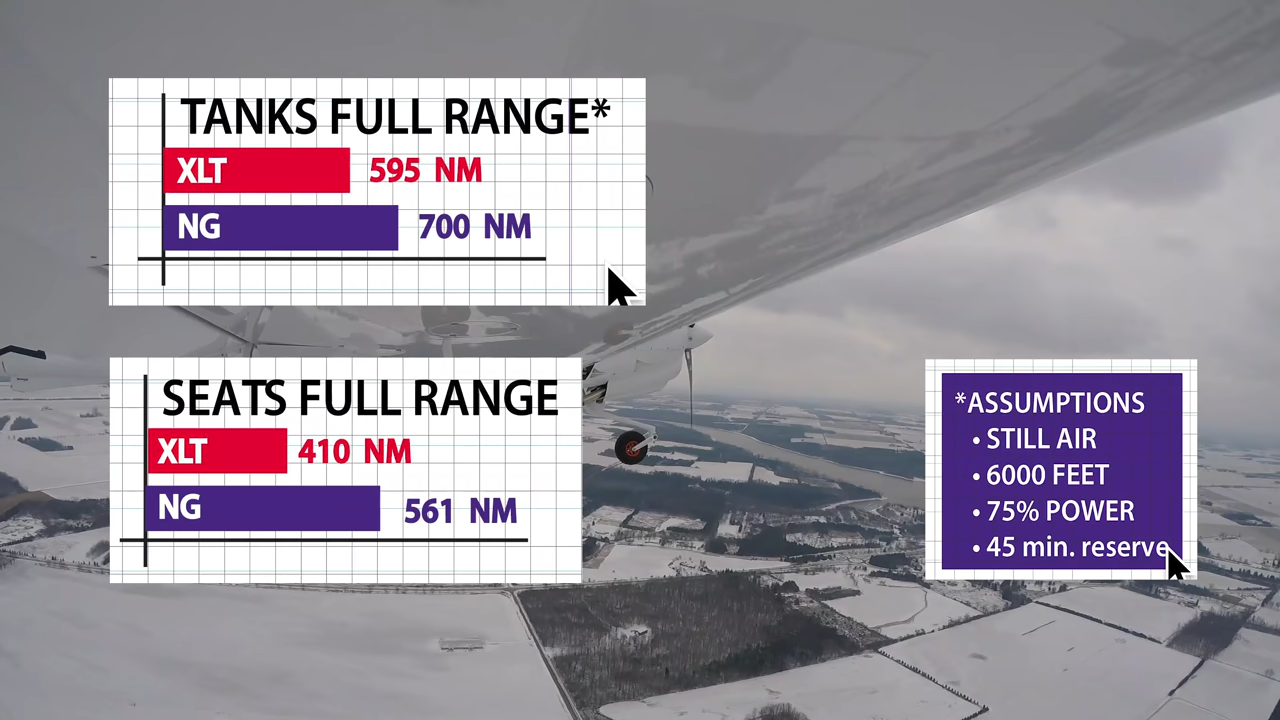 TANKS FULL RANGE*
XLT 595 NM
NG 700 NM
SEATS FULL RANGE
XLT 410 NM
NG 561 NM
*ASSUMPTIONS
• STILL AIR
• 6000 FEET
• 75% POWER
• 45 min. reserve